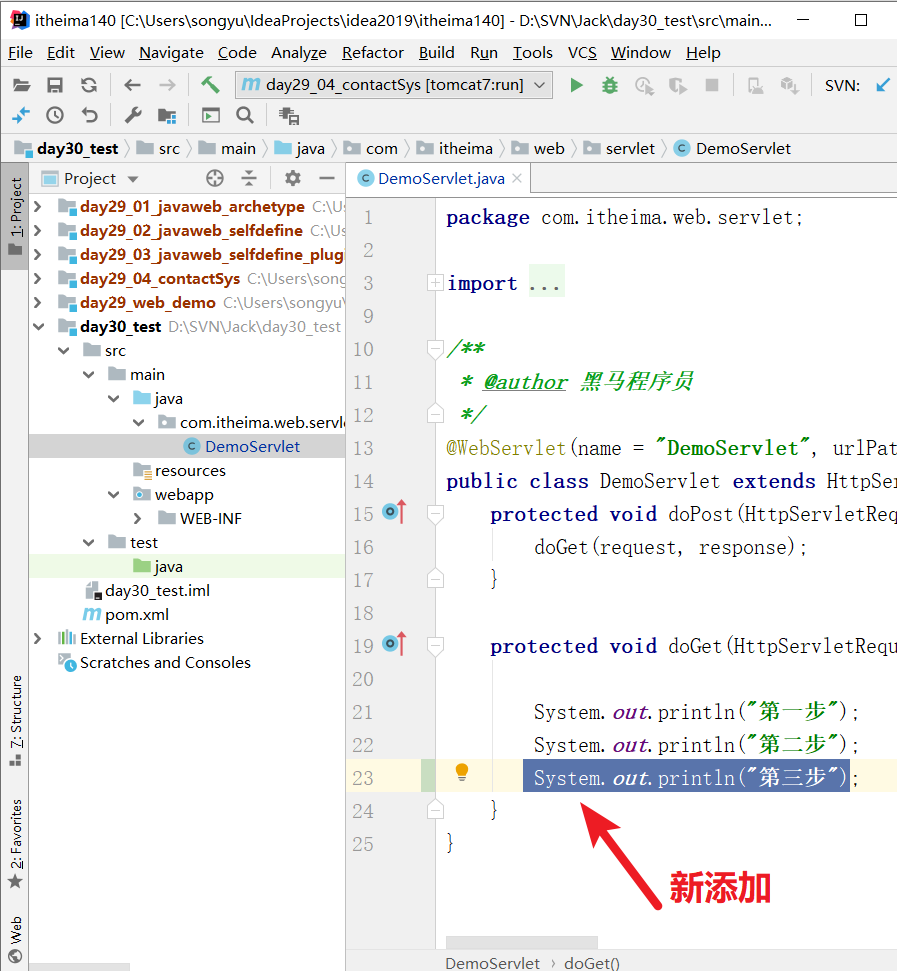 itheima140 [C:\Users\songyu\IdeaProjects\idea2019\itheima140] - D:\SVN\Jack\day30_test\src\main...
File Edit View Navigate Code Analyze Refactor Build Run Tools VCS Window Help
day29_04_contactSys [tomcat7:run] SVN:
day30_test src main java com itheima web servlet DemoServlet
1: Project
Project
day29_01_javaweb_archetype C:\Us
day29_02_javaweb_selfdefine C:\Us
day29_03_javaweb_selfdefine_plugi
day29_04_contactSys C:\Users\songyu
day29_web_demo C:\Users\songyu\
day30_test D:\SVN\Jack\day30_test
src
main
java
com.itheima.web.servl
DemoServlet
resources
webapp
WEB-INF
test
java
day30_test.iml
pom.xml
External Libraries
Scratches and Consoles
Z: Structure
2: Favorites
Web
DemoServlet.java
1 package com.itheima.web.servlet;
2
3 import ...
9
10 /**
11 * @author 黑马程序员
12 */
13 @WebServlet(name = "DemoServlet", urlPat
14 public class DemoServlet extends HttpSer
15 protected void doPost(HttpServletReq
16 doGet(request, response);
17 }
18
19 protected void doGet(HttpServletRequ
20
21 System.out.println("第一步");
22 System.out.println("第二步");
23 System.out.println("第三步");
24 }
25 }
新添加
DemoServlet › doGet()